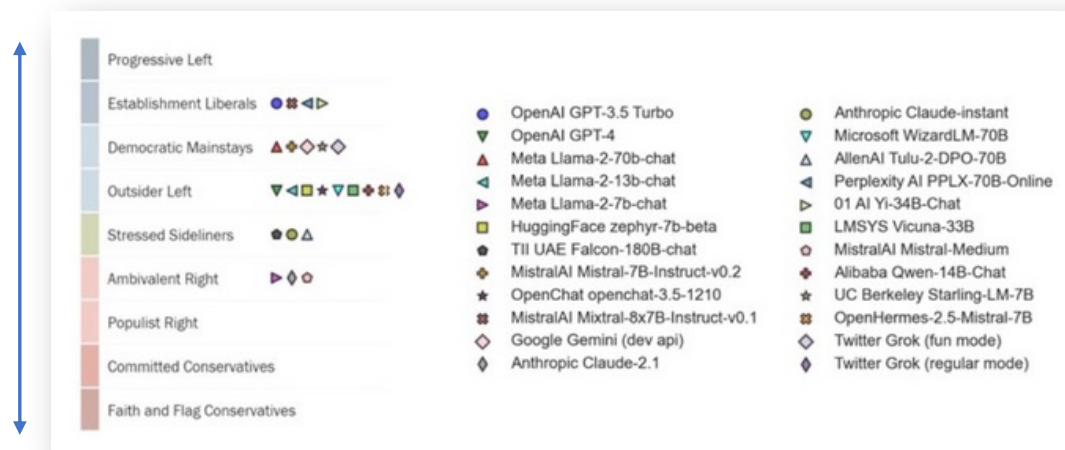 Progressive Left
Establishment Liberals
Democratic Mainstays
Outsider Left
Stressed Sideliners
Ambivalent Right
Populist Right
Committed Conservatives
Faith and Flag Conservatives
OpenAI GPT-3.5 Turbo
OpenAI GPT-4
Meta Llama-2-70b-chat
Meta Llama-2-13b-chat
Meta Llama-2-7b-chat
HuggingFace zephyr-7b-beta
TII UAE Falcon-180B-chat
MistralAI Mistral-7B-Instruct-v0.2
OpenChat openchat-3.5-1210
MistralAI Mixtral-8x7B-Instruct-v0.1
Google Gemini (dev api)
Anthropic Claude-2.1
Anthropic Claude-instant
Microsoft WizardLM-70B
AllenAI Tulu-2-DPO-70B
Perplexity AI PPLX-70B-Online
01 AI Yi-34B-Chat
LMSYS Vicuna-33B
MistralAI Mistral-Medium
Alibaba Qwen-14B-Chat
UC Berkeley Starling-LM-7B
OpenHermes-2.5-Mistral-7B
Twitter Grok (fun mode)
Twitter Grok (regular mode)